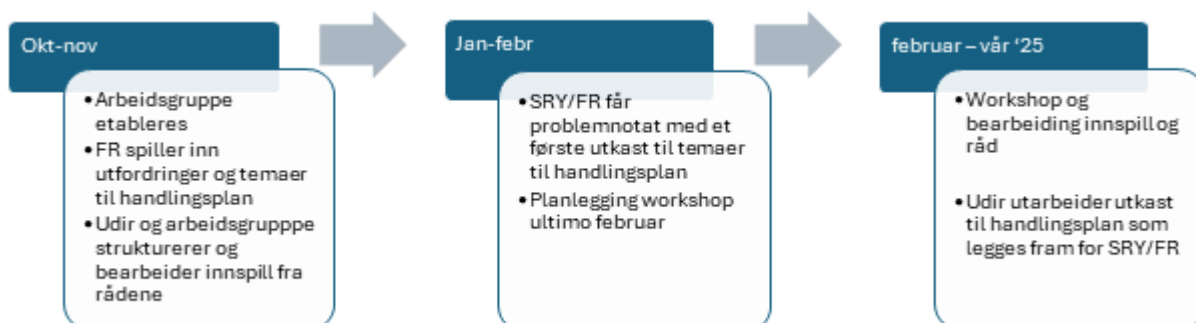 Okt-nov
•Arbeidsgruppe
etableres
•FR spiller inn
utfordringer og temaer
til handlingsplan
•Udir og arbeidsgrupppe
strukturerer og
bearbeider innspill fra
rådene
Jan-febr
•SRY/FR får
problemnotat med et
første utkast til temaer
til handlingsplan
•Planlegging workshop
ultimo februar
februar – vår ‘25
•Workshop og
bearbeiding innspill og
råd
•Udir utarbeider utkast
til handlingsplan som
legges fram for SRY/FR